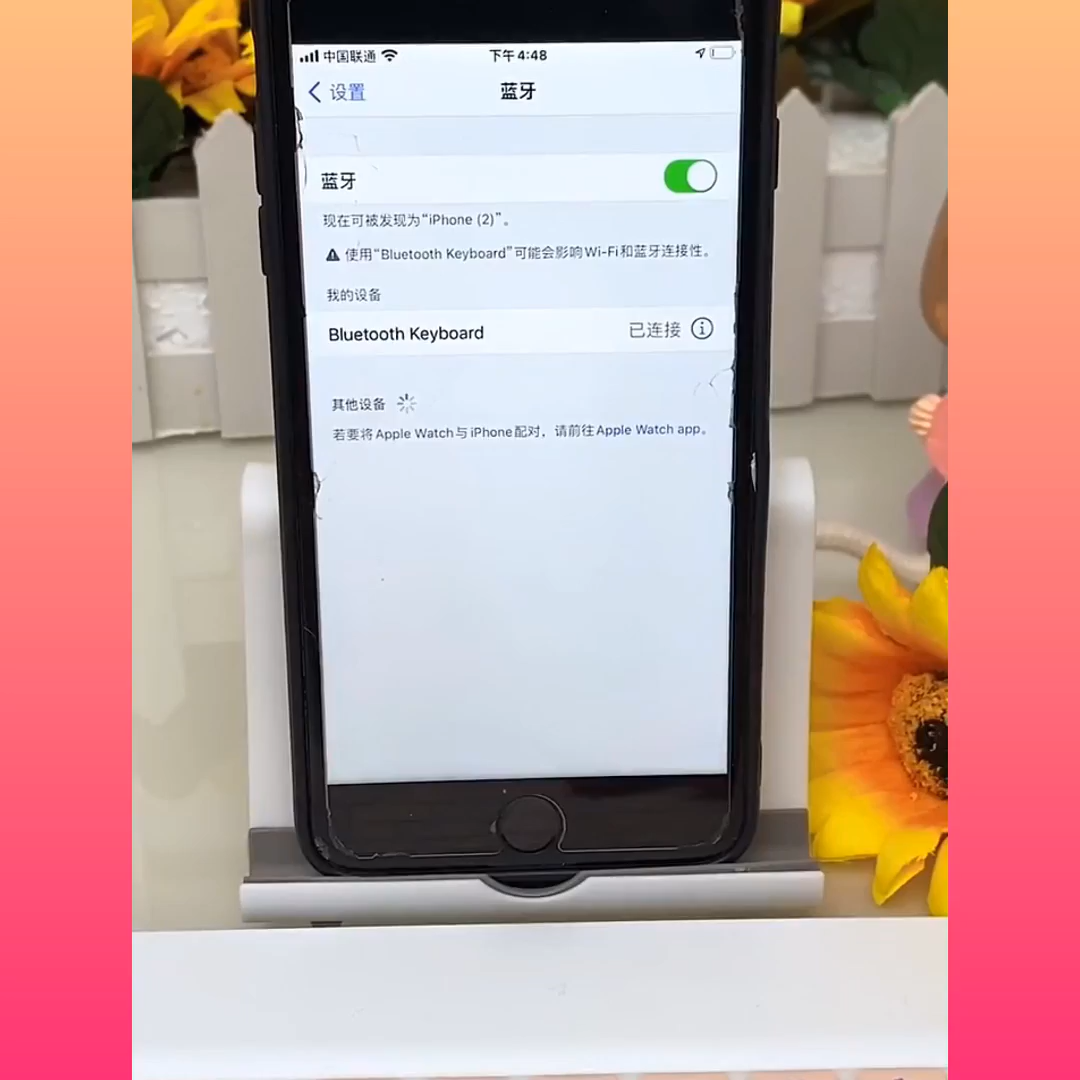 中国联通 下午4:48
设置 蓝牙
蓝牙
现在可被发现为“iPhone (2)”。
使用“Bluetooth Keyboard”可能会影响Wi-Fi和蓝牙连接性。
我的设备
Bluetooth Keyboard 已连接
其他设备
若要将Apple Watch与iPhone配对，请前往Apple Watch app。